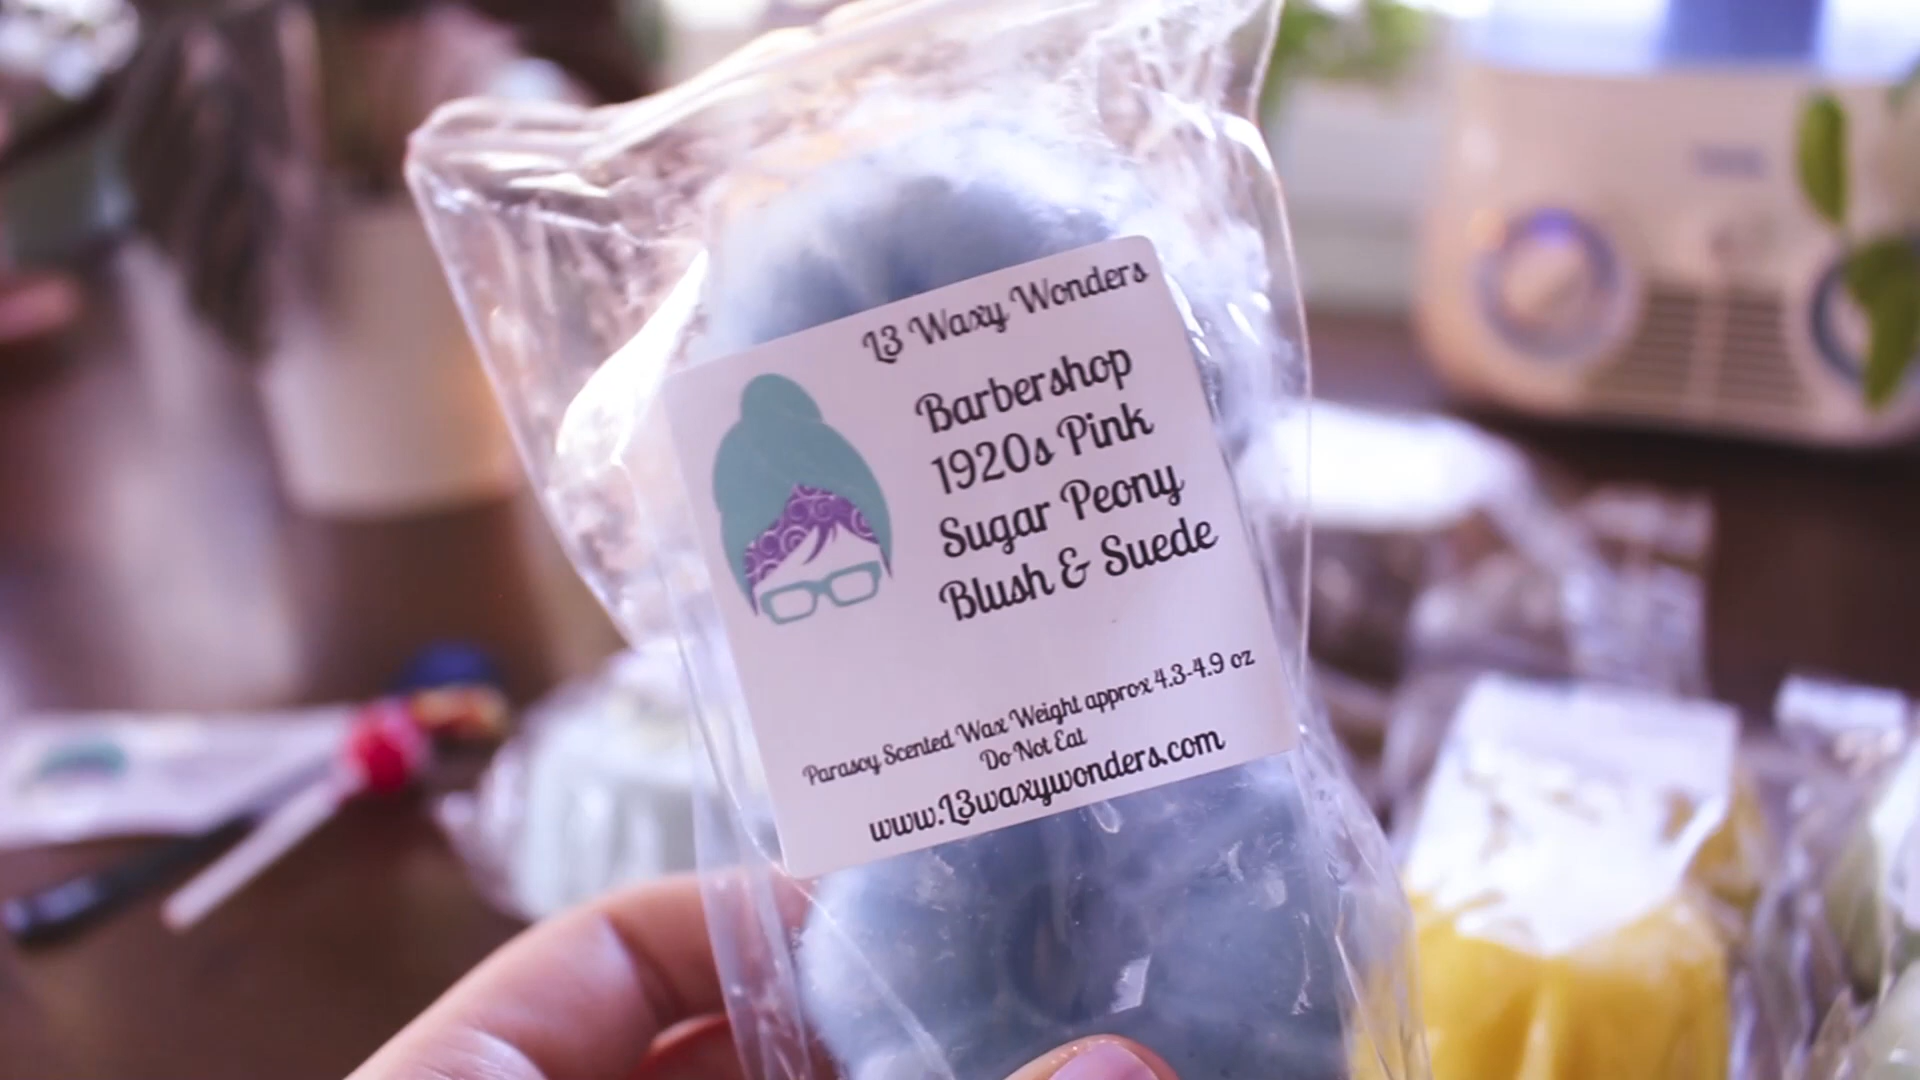 L3 Waxy Wonders
Barbershop
1920s Pink
Sugar Peony
Blush & Suede
Parasoy Scented Wax Weight approx 4.3-4.9 oz
Do Not Eat
www.L3waxywonders.com